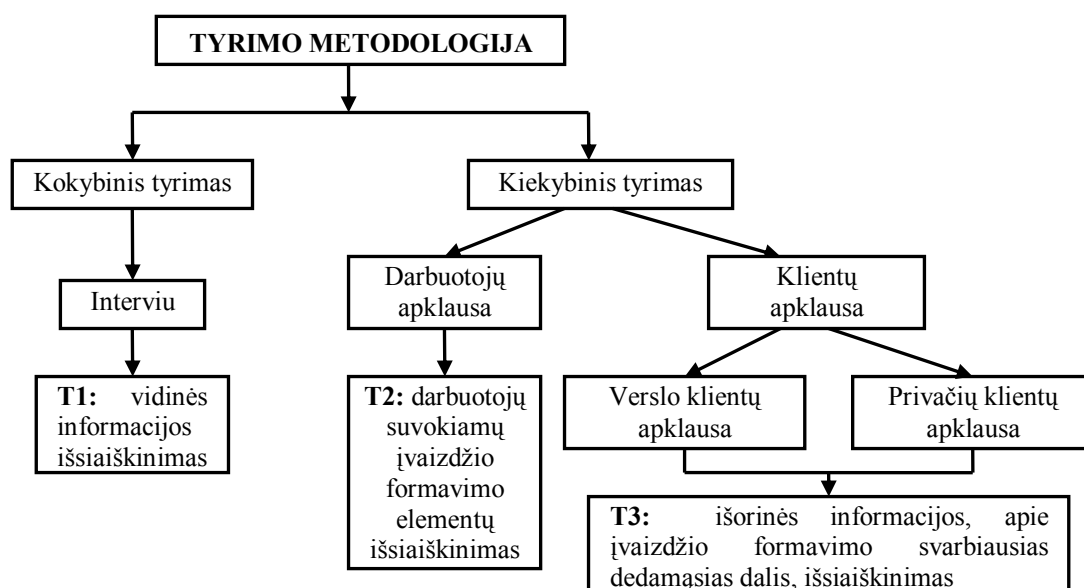 TYRIMO METODOLOGIJA
Kokybinis tyrimas
Kiekybinis tyrimas
Interviu
Darbuotojų
apklausa
Klientų
apklausa
T1: vidinės
informacijos
išsiaiškinimas
T2: darbuotojų
suvokiamų
įvaizdžio
formavimo
elementų
išsiaiškinimas
Verslo klientų
apklausa
Privačių klientų
apklausa
T3: išorinės informacijos, apie
įvaizdžio formavimo svarbiausias
dedamąsias dalis, išsiaiškinimas